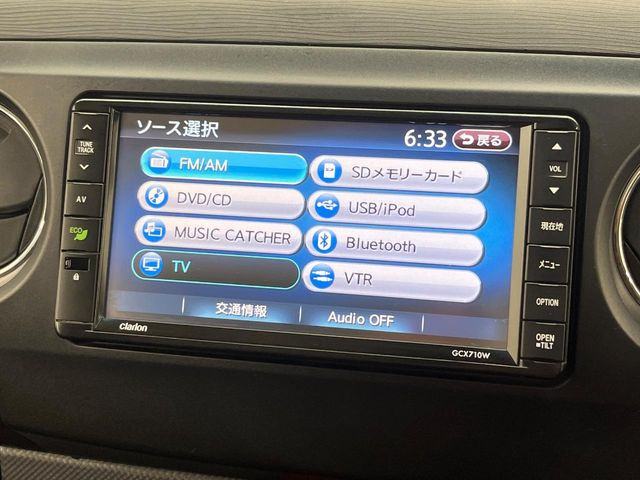 ソース選択
6:33
戻る
FM/AM
SDメモリーカード
DVD/CD
USB/iPod
MUSIC CATCHER
Bluetooth
TV
VTR
交通情報
Audio OFF
TUNE
TRACK
AV
ECO
VOL
現在地
メニュー
OPTION
OPEN
TILT
Clarion
GCX710W